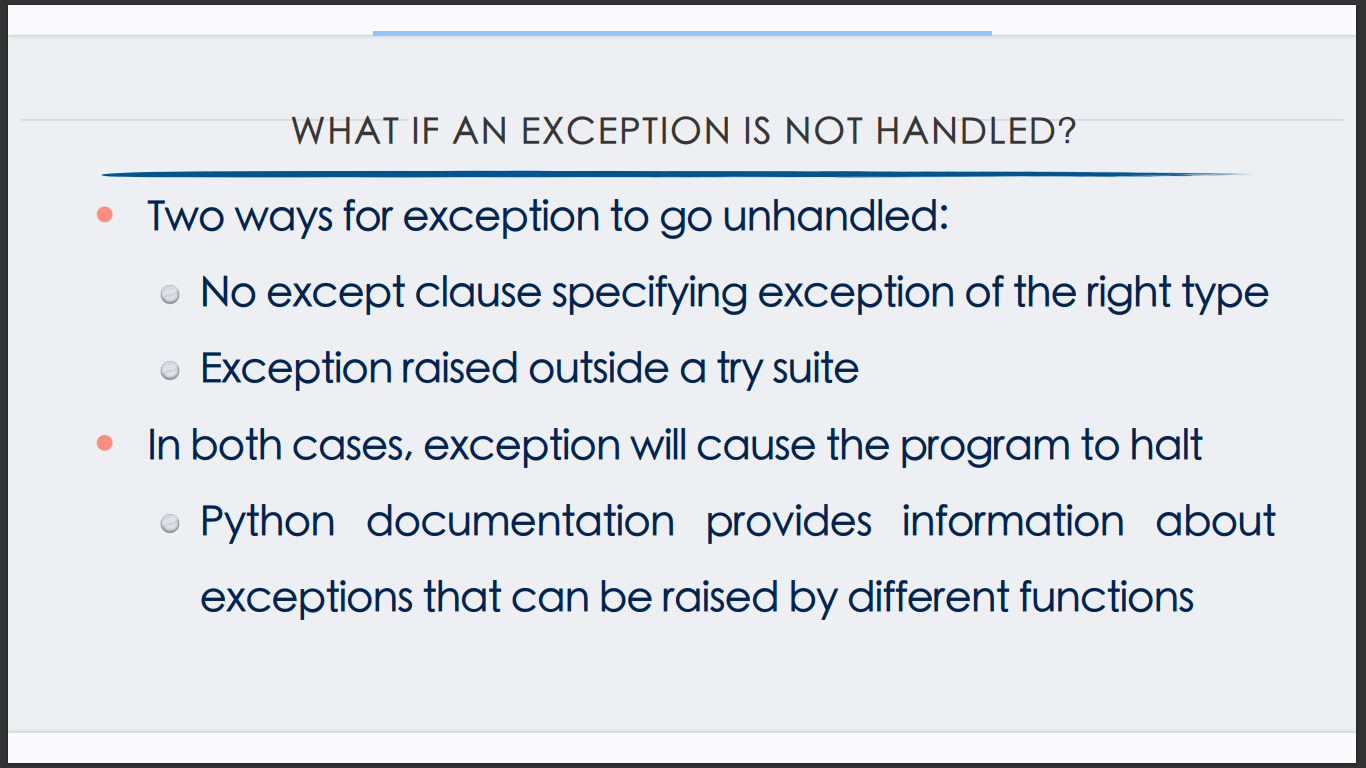 WHAT IF AN EXCEPTION IS NOT HANDLED?
Two ways for exception to go unhandled:
No except clause specifying exception of the right type
Exception raised outside a try suite
In both cases, exception will cause the program to halt
Python documentation provides information about
exceptions that can be raised by different functions